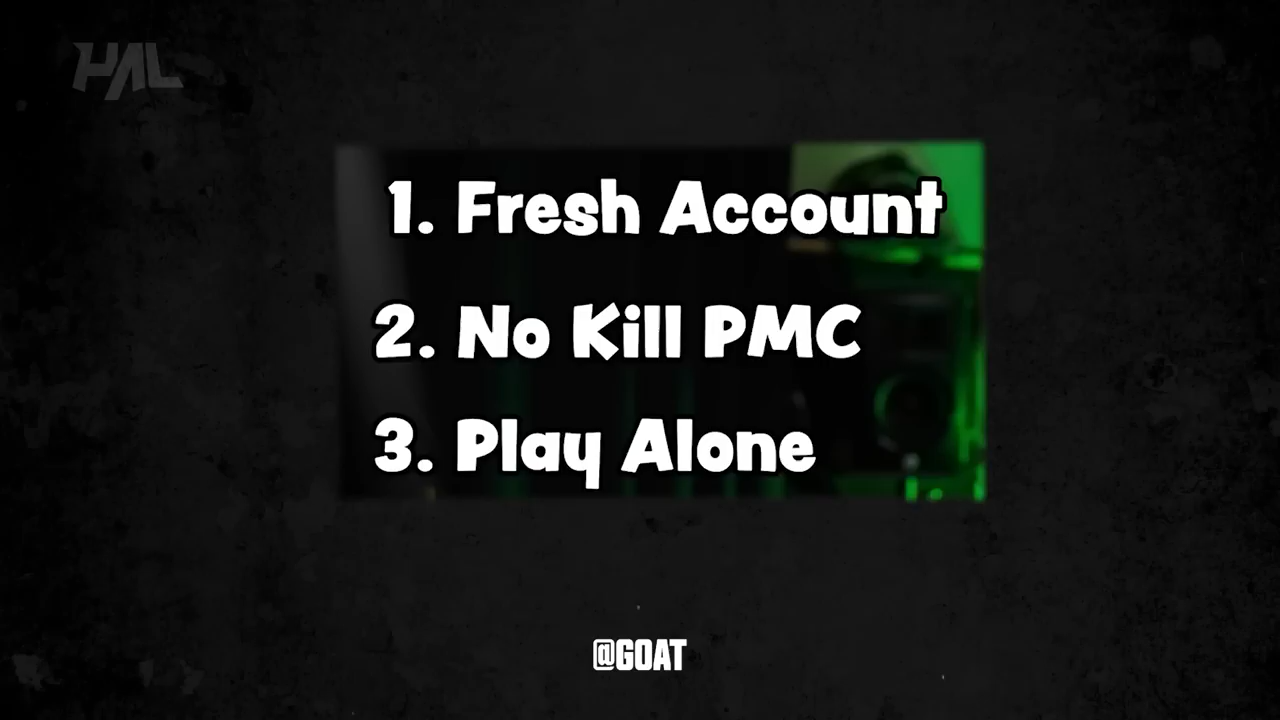 HAL
1. Fresh Account
2. No Kill PMC
3. Play Alone
@GOAT